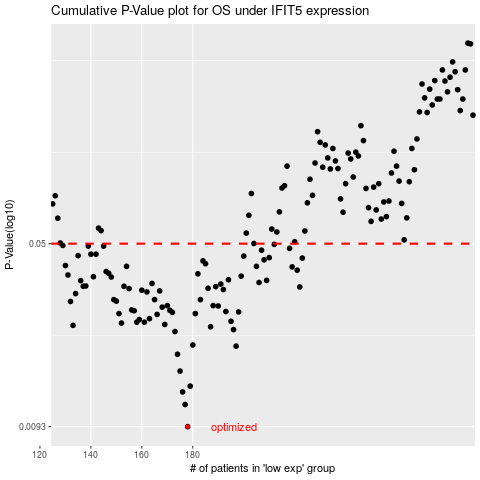 Cumulative P-Value plot for OS under IFIT5 expression
P-Value(log10)
0.05
0.0093
optimized
120 140 160 180
# of patients in 'low exp' group